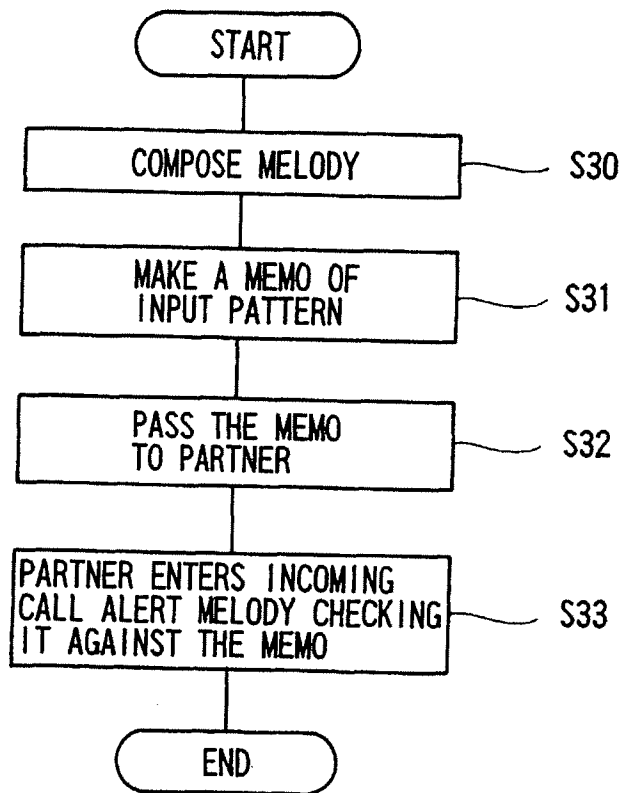 START
COMPOSE MELODY
S30
MAKE A MEMO OF
INPUT PATTERN
S31
PASS THE MEMO
TO PARTNER
S32
PARTNER ENTERS INCOMING
CALL ALERT MELODY CHECKING
IT AGAINST THE MEMO
S33
END